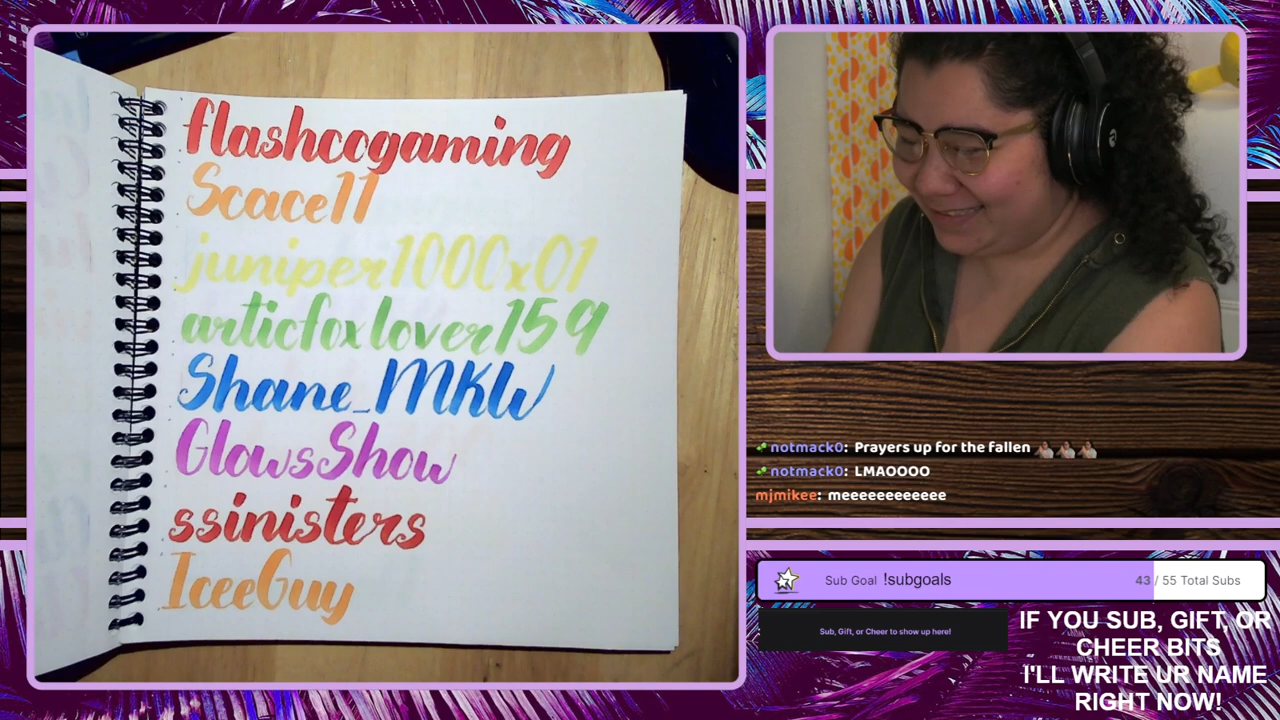 flashcogaming
Scace11
juniper1000x01
articfoxlover159
Shane_MKW
GlowsShow
ssinisters
IceeGuy
notmack0: Prayers up for the fallen
notmack0: LMAOOOO
mjmikee: meeeeeeeeeeee
Sub Goal !subgoals 43 / 55 Total Subs
Sub, Gift, or Cheer to show up here!
IF YOU SUB, GIFT, OR
CHEER BITS
I'LL WRITE UR NAME
RIGHT NOW!